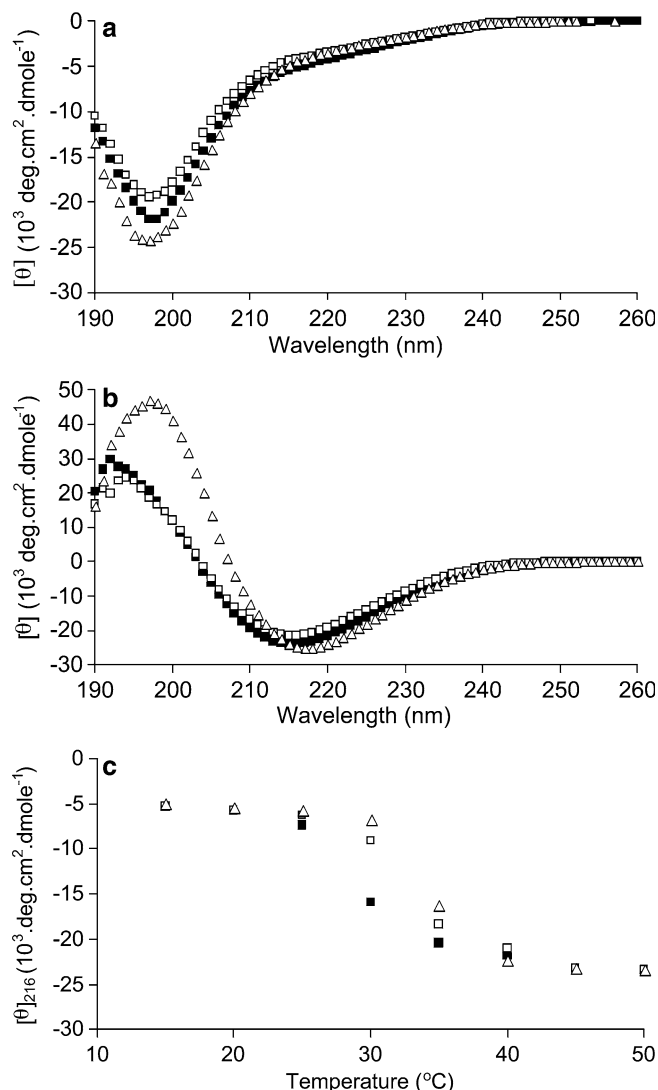 a
0
-5
-10
-15
-20
-25
-30
[θ] (10³ deg.cm².dmole⁻¹)
190 200 210 220 230 240 250 260
Wavelength (nm)
b
50
40
30
20
10
0
-10
-20
-30
[θ] (10³ deg.cm².dmole⁻¹)
190 200 210 220 230 240 250 260
Wavelength (nm)
c
0
-5
-10
-15
-20
-25
-30
[θ]₂₁₆ (10³.deg.cm².dmole⁻¹)
10 20 30 40 50
Temperature (°C)